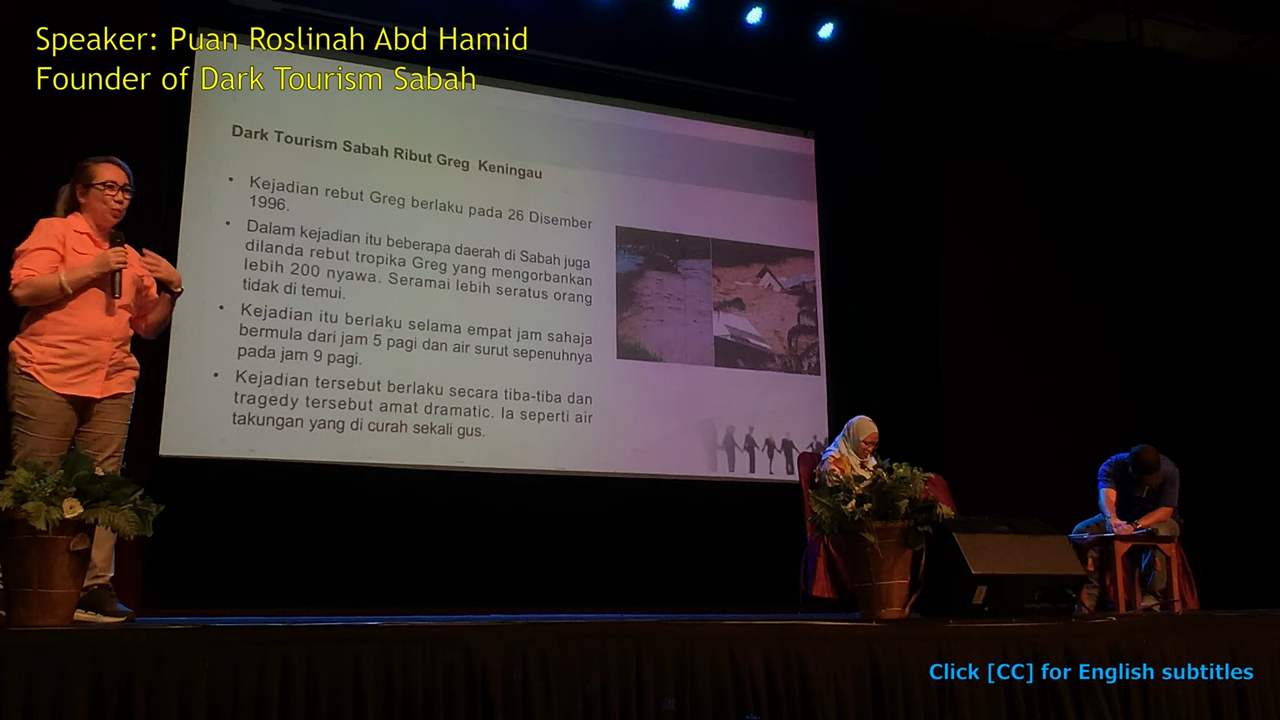 Speaker: Puan Roslinah Abd Hamid
Founder of Dark Tourism Sabah
Dark Tourism Sabah Ribut Greg Keningau
• Kejadian rebut Greg berlaku pada 26 Disember
1996.
• Dalam kejadian itu beberapa daerah di Sabah juga
dilanda rebut tropika Greg yang mengorbankan
lebih 200 nyawa. Seramai lebih seratus orang
tidak di temui.
• Kejadian itu berlaku selama empat jam sahaja
bermula dari jam 5 pagi dan air surut sepenuhnya
pada jam 9 pagi.
• Kejadian tersebut berlaku secara tiba-tiba dan
tragedy tersebut amat dramatic. Ia seperti air
takungan yang di curah sekali gus.
Click [CC] for English subtitles